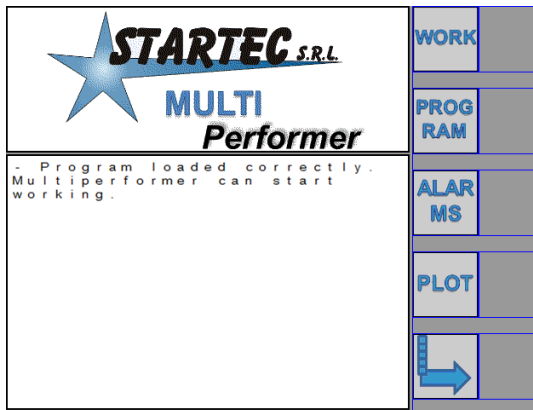 STARTEC S.R.L.
MULTI
Performer
- Program loaded correctly.
Multiperformer can start
working.
WORK
PROG
RAM
ALAR
MS
PLOT